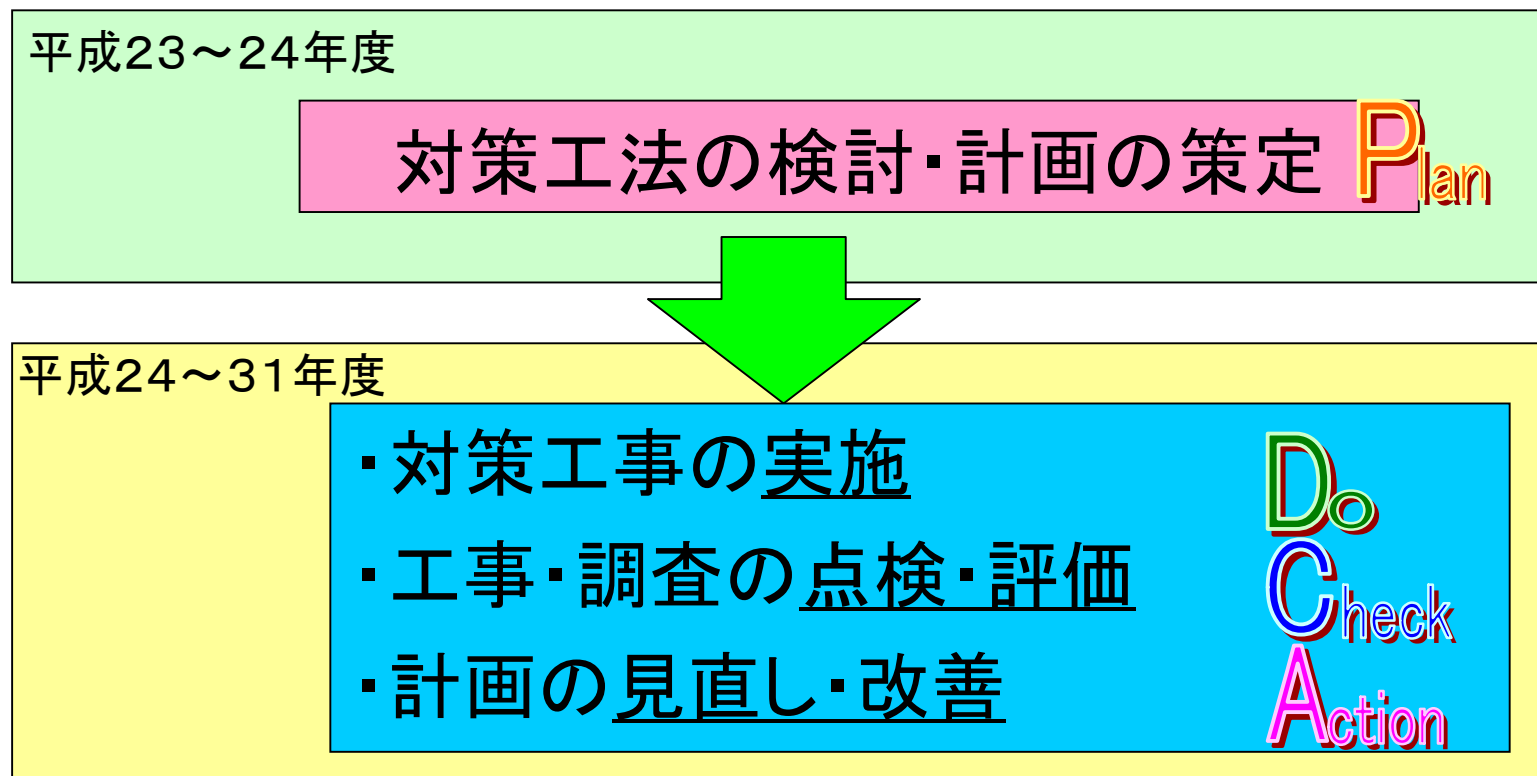 平成23～24年度
対策工法の検討・計画の策定 Plan
平成24～31年度
・対策工事の実施 Do
・工事・調査の点検・評価 Check
・計画の見直し・改善 Action